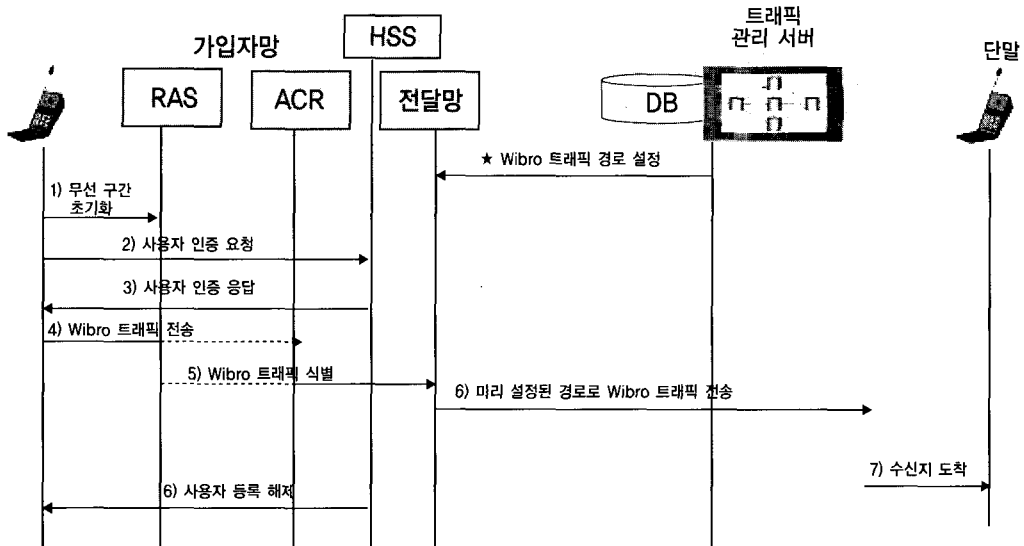 트래픽
관리 서버
HSS
가입자망
단말
RAS
ACR
전달망
DB
★ Wibro 트래픽 경로 설정
1) 무선 구간
초기화
2) 사용자 인증 요청
3) 사용자 인증 응답
4) Wibro 트래픽 전송
5) Wibro 트래픽 식별
6) 미리 설정된 경로로 Wibro 트래픽 전송
7) 수신지 도착
6) 사용자 등록 해제